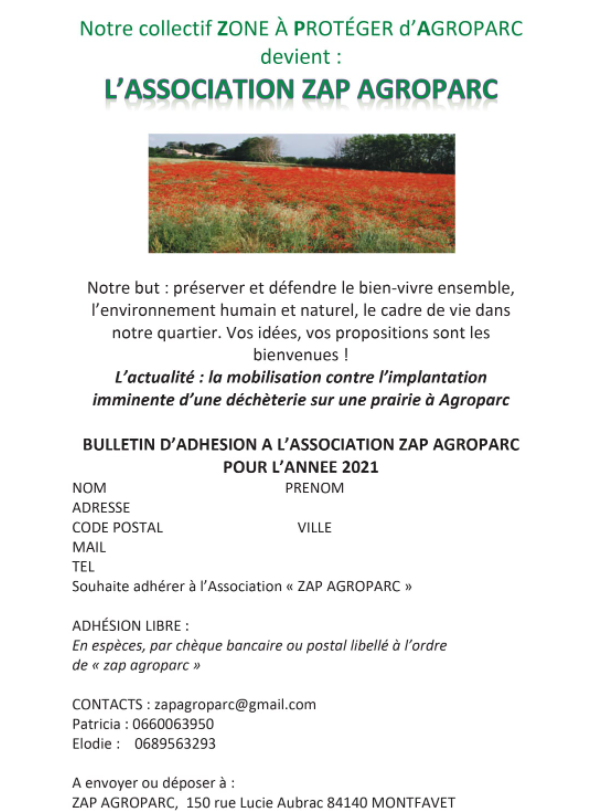 Notre collectif ZONE À PROTÉGER d’AGROPARC
devient :
L’ASSOCIATION ZAP AGROPARC
Notre but : préserver et défendre le bien-vivre ensemble,
l’environnement humain et naturel, le cadre de vie dans
notre quartier. Vos idées, vos propositions sont les
bienvenues !
L’actualité : la mobilisation contre l’implantation
imminente d’une déchèterie sur une prairie à Agroparc
BULLETIN D’ADHESION A L’ASSOCIATION ZAP AGROPARC
POUR L’ANNEE 2021
NOM PRENOM
ADRESSE
CODE POSTAL VILLE
MAIL
TEL
Souhaite adhérer à l’Association « ZAP AGROPARC »
ADHÉSION LIBRE :
En espèces, par chèque bancaire ou postal libellé à l’ordre
de « zap agroparc »
CONTACTS : zapagroparc@gmail.com
Patricia : 0660063950
Elodie : 0689563293
A envoyer ou déposer à :
ZAP AGROPARC, 150 rue Lucie Aubrac 84140 MONTFAVET